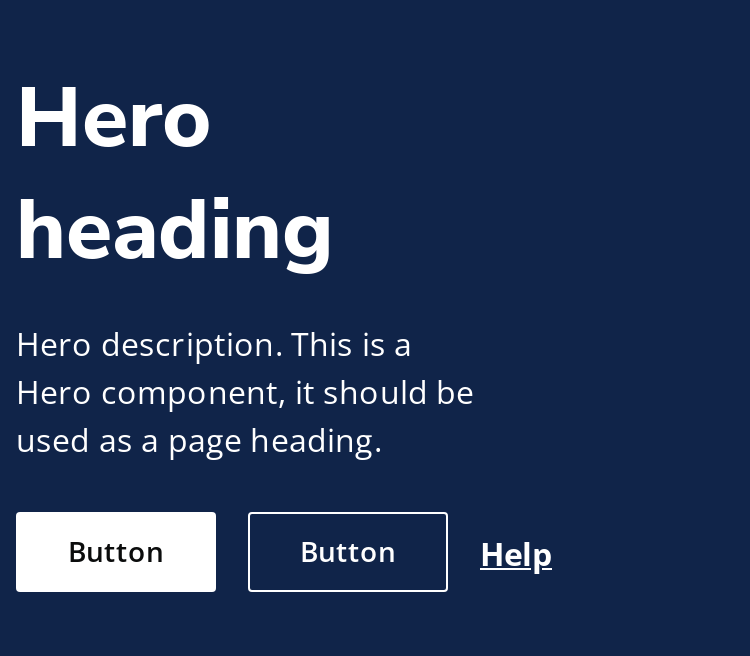 Hero
heading
Hero description. This is a
Hero component, it should be
used as a page heading.
Button Button Help